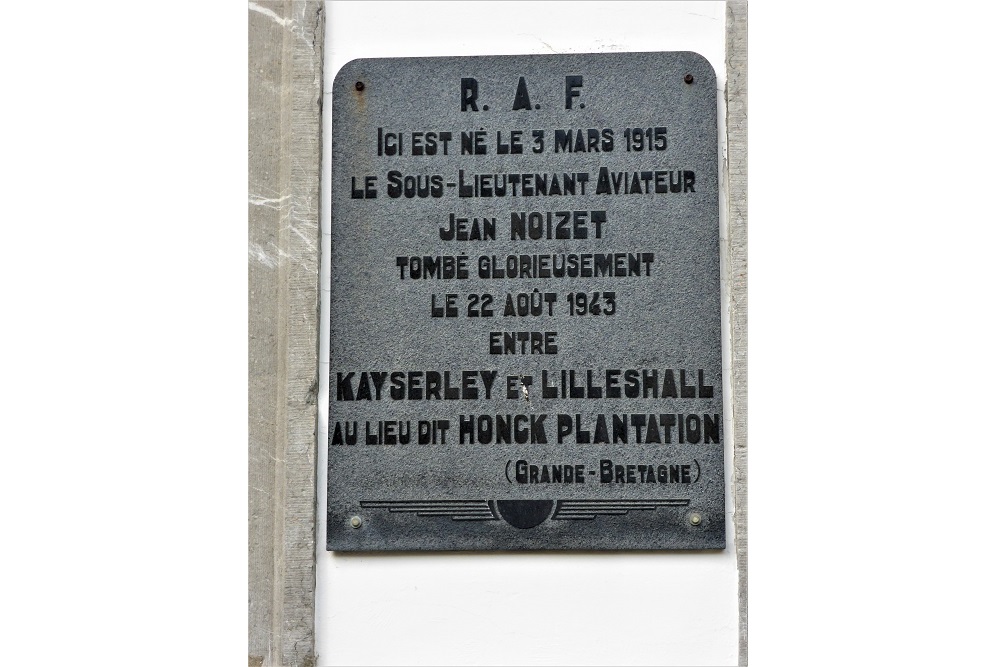 R. A. F.
ICI EST NÉ LE 3 MARS 1915
LE SOUS-LIEUTENANT AVIATEUR
JEAN NOIZET
TOMBÉ GLORIEUSEMENT
LE 22 AOÛT 1943
ENTRE
KAYSERLEY ET LILLESHALL
AU LIEU DIT HONCK PLANTATION
(GRANDE-BRETAGNE)